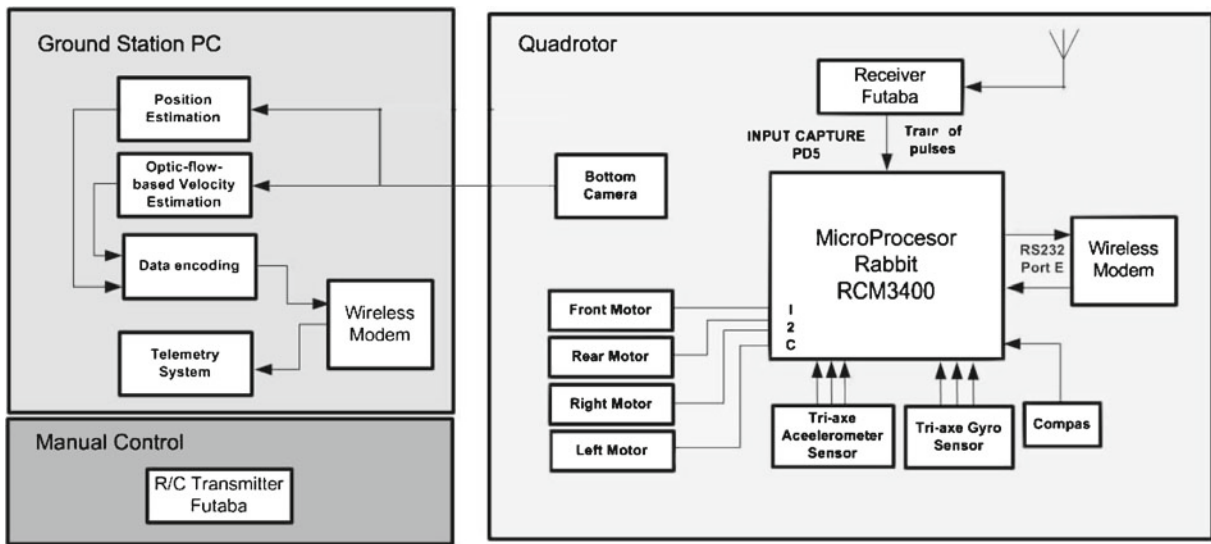 Ground Station PC
Position
Estimation
Optic-flow-
based Velocity
Estimation
Data encoding
Wireless
Modem
Telemetry
System
Manual Control
R/C Transmitter
Futaba
Quadrotor
Receiver
Futaba
INPUT CAPTURE
PD5
Train of
pulses
Bottom
Camera
MicroProcesor
Rabbit
RCM3400
RS232
Port E
Wireless
Modem
Front Motor
Rear Motor
Right Motor
Left Motor
I
2
C
Tri-axe
Acelerometer
Sensor
Tri-axe Gyro
Sensor
Compas